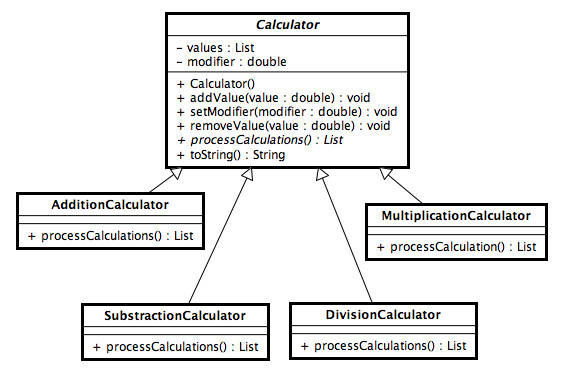 Calculator
– values : List
– modifier : double
+ Calculator()
+ addValue(value : double) : void
+ setModifier(modifier : double) : void
+ removeValue(value : double) : void
+ processCalculations() : List
+ toString() : String
AdditionCalculator
+ processCalculations() : List
MultiplicationCalculator
+ processCalculation() : List
SubstractionCalculator
+ processCalculations() : List
DivisionCalculator
+ processCalculations() : List